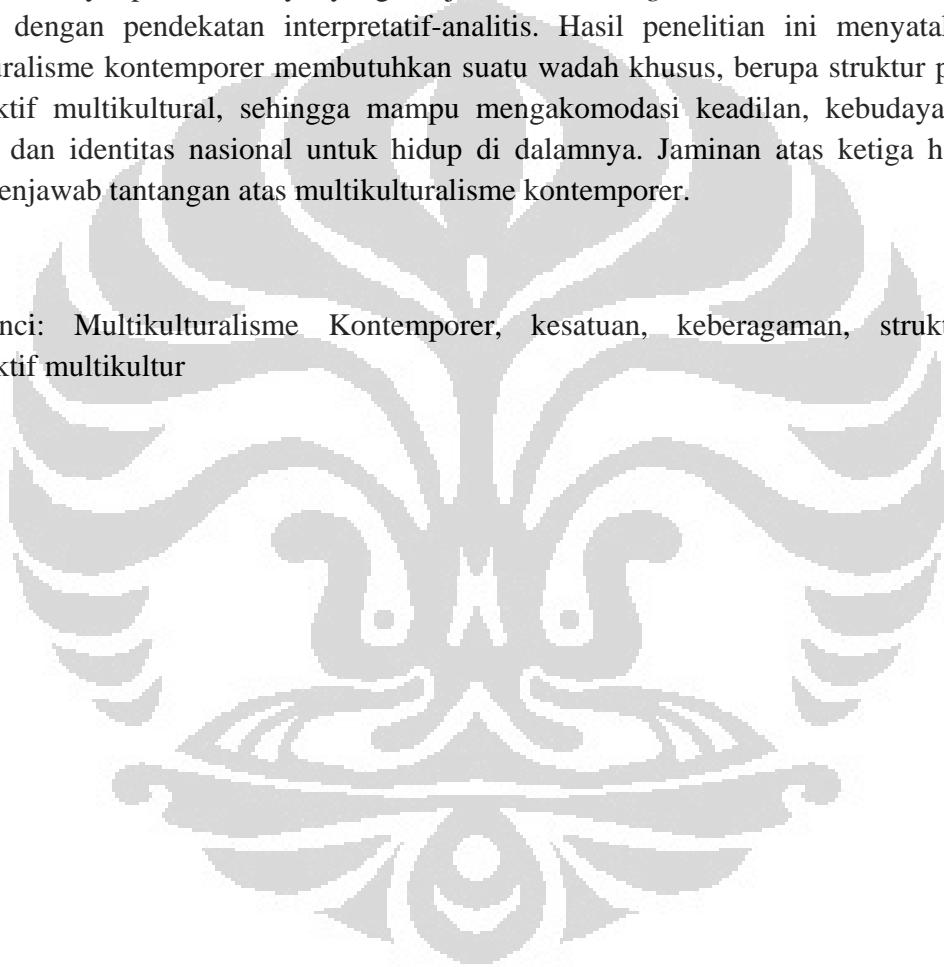 dengan pendekatan interpretatif-analitis. Hasil penelitian ini menyatal
uralisme kontemporer membutuhkan suatu wadah khusus, berupa struktur p
ktif multikultural, sehingga mampu mengakomodasi keadilan, kebudaya
dan identitas nasional untuk hidup di dalamnya. Jaminan atas ketiga h
enjawab tantangan atas multikulturalisme kontemporer.
nci: Multikulturalisme Kontemporer, kesatuan, keberagaman, strukt
ktif multikultur